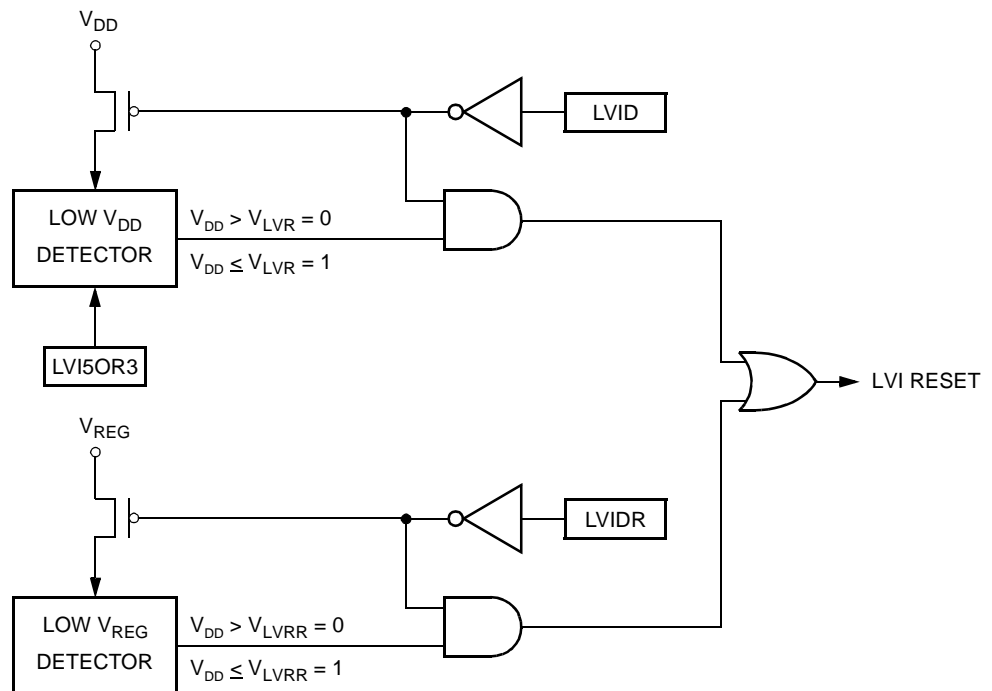 VDD
LVID
LOW VDD
DETECTOR
VDD > VLVR = 0
VDD ≤ VLVR = 1
LVI5OR3
LVI RESET
VREG
LVIDR
LOW VREG
DETECTOR
VDD > VLVRR = 0
VDD ≤ VLVRR = 1